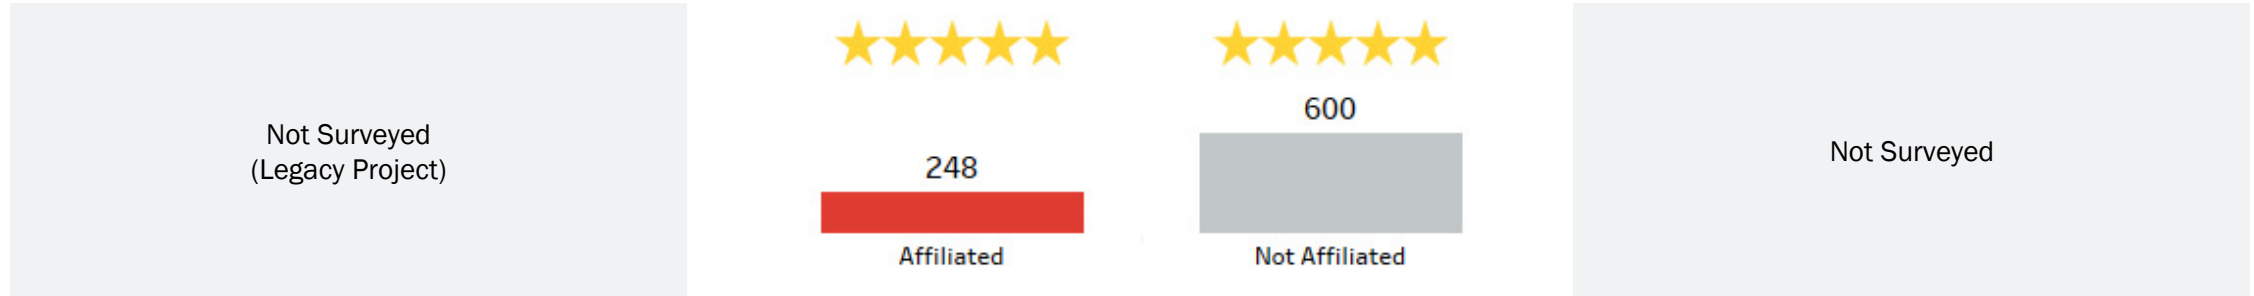 Not Surveyed
(Legacy Project)
248
Affiliated
600
Not Affiliated
Not Surveyed